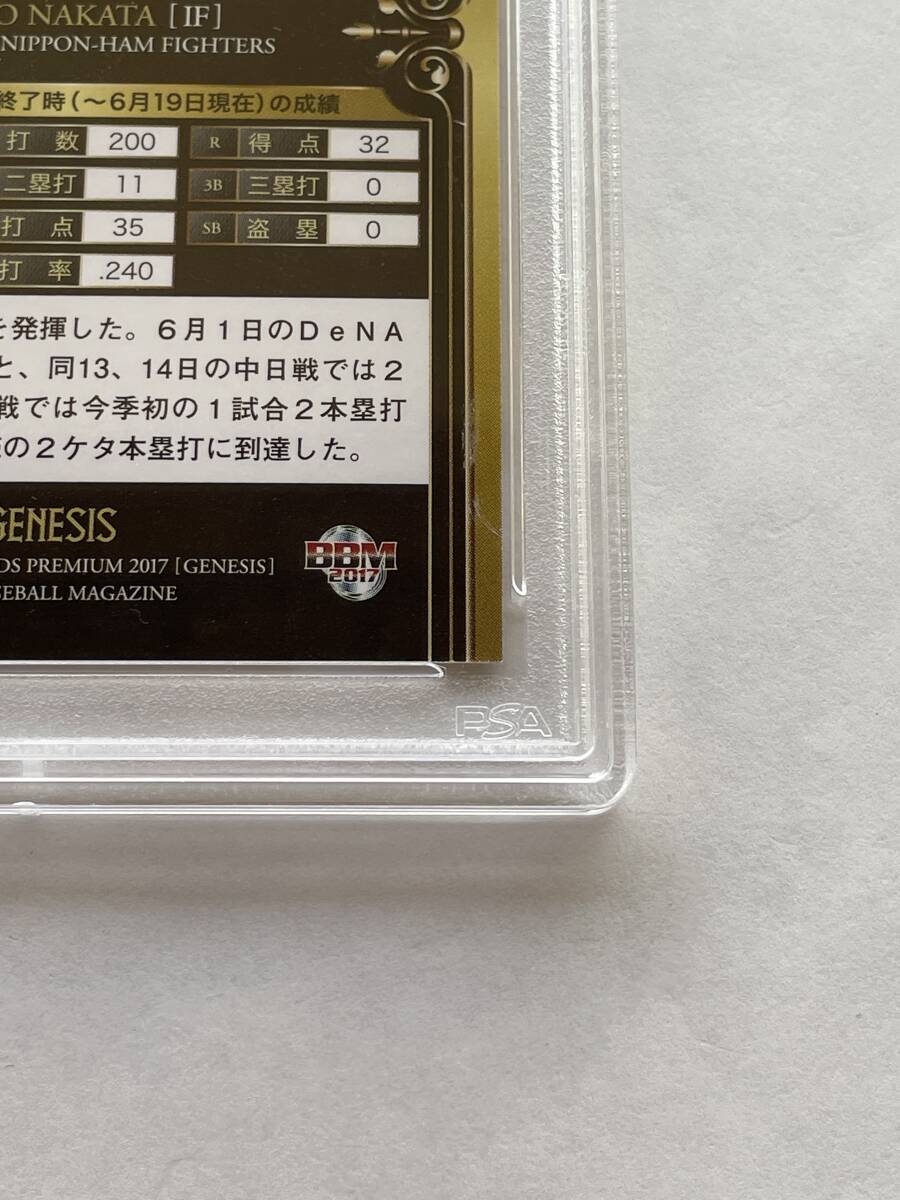 O NAKATA [IF]
NIPPON-HAM FIGHTERS
終了時(〜6月19日現在)の成績
打数 200 R 得点 32
二塁打 11 3B 三塁打 0
打点 35 SB 盗塁 0
打率 .240
を発揮した。6月1日のDeNA
と、同13、14日の中日戦では2
戦では今季初の1試合2本塁打
の2ケタ本塁打に到達した。
GENESIS
DS PREMIUM 2017 [GENESIS]
SEBALL MAGAZINE
BBM
2017
PSA